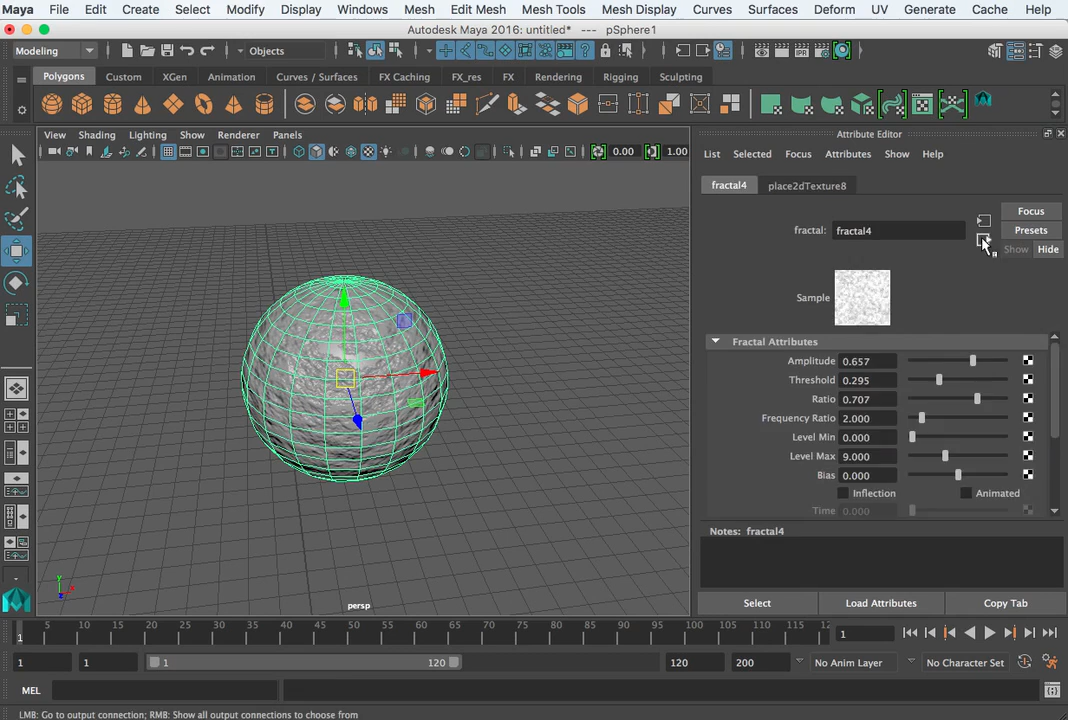 Maya File Edit Create Select Modify Display Windows Mesh Edit Mesh Mesh Tools Mesh Display Curves Surfaces Deform UV Generate Cache Help
Autodesk Maya 2016: untitled* --- pSphere1
Modeling Objects
Polygons Custom XGen Animation Curves / Surfaces FX Caching FX_res FX Rendering Rigging Sculpting
View Shading Lighting Show Renderer Panels
0.00 1.00
Attribute Editor
List Selected Focus Attributes Show Help
fractal4 place2dTexture8
fractal: fractal4
Focus
Presets
Show Hide
Sample
Fractal Attributes
Amplitude 0.657
Threshold 0.295
Ratio 0.707
Frequency Ratio 2.000
Level Min 0.000
Level Max 9.000
Bias 0.000
Inflection Animated
Time 0.000
Notes: fractal4
Select Load Attributes Copy Tab
y
z
persp
5 10 15 20 25 30 35 40 45 50 55 60 65 70 75 80 85 90 95 100 105 110 115 12
1 1
1 1 1 120 120 200 No Anim Layer No Character Set
MEL
LMB: Go to output connection; RMB: Show all output connections to choose from